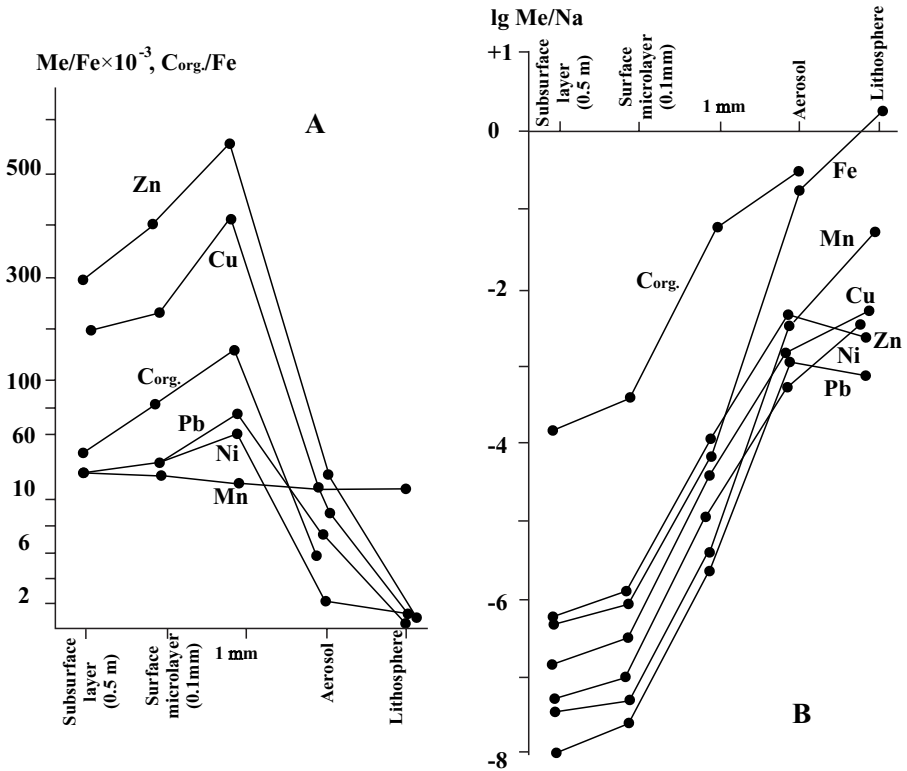 Me/Fe×10⁻³, Corg./Fe
A
500
300
100
60
10
6
2
Zn
Cu
Corg.
Pb
Ni
Mn
Subsurface
layer
(0.5 m)
Surface
microlayer
(0.1mm)
1 mm
Aerosol
Lithosphere
lg Me/Na
+1
0
-2
-4
-6
-8
Subsurface
layer
(0.5 m)
Surface
microlayer
(0.1mm)
1 mm
Aerosol
Lithosphere
Fe
Mn
Corg.
Cu
Zn
Ni
Pb
B